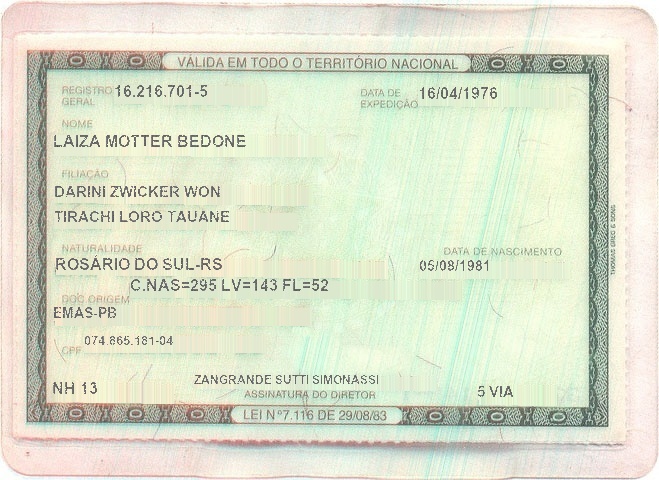 VÁLIDA EM TODO O TERRITÓRIO NACIONAL
REGISTRO GERAL 16.216.701-5 DATA DE EXPEDIÇÃO 16/04/1976
NOME
LAIZA MOTTER BEDONE
FILIAÇÃO
DARINI ZWICKER WON
TIRACHI LORO TAUANE
NATURALIDADE DATA DE NASCIMENTO
ROSÁRIO DO SUL-RS 05/08/1981
C.NAS=295 LV=143 FL=52
DOC ORIGEM
EMAS-PB
074.865.181-04
CPF
ZANGRANDE SUTTI SIMONASSI
NH 13 ASSINATURA DO DIRETOR 5 VIA
LEI Nº 7.116 DE 29/08/83
THOMAS GREG & SONS